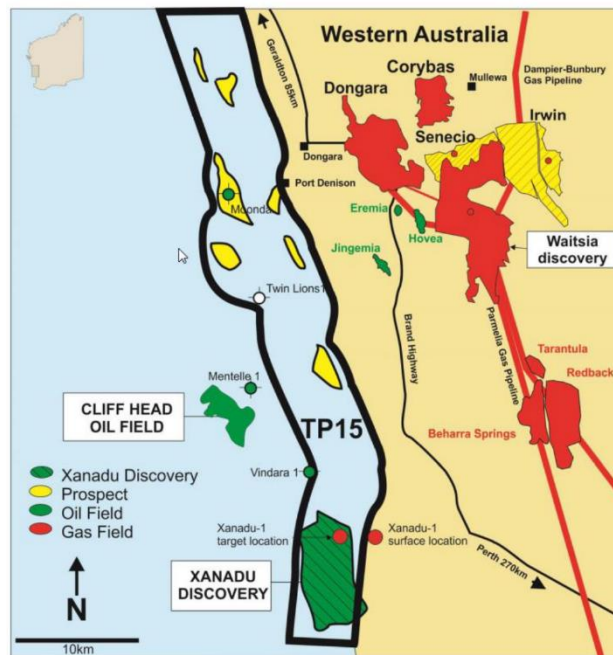 Western Australia
Geraldton 85km
Corybas
Mullewa
Dampier-Bunbury
Gas Pipeline
Dongara
Irwin
Senecio
Dongara
Port Denison
Moonda
Eremia
Hovea
Jingemia
Waitsia
discovery
Twin Lions1
Brand Highway
Parmelia Gas Pipeline
Tarantula
Redback
Mentelle 1
CLIFF HEAD
OIL FIELD
TP15
Beharra Springs
Vindara 1
Xanadu Discovery
Prospect
Oil Field
Gas Field
Xanadu-1
target location
Xanadu-1
surface location
XANADU
DISCOVERY
Perth 270km
N
10km